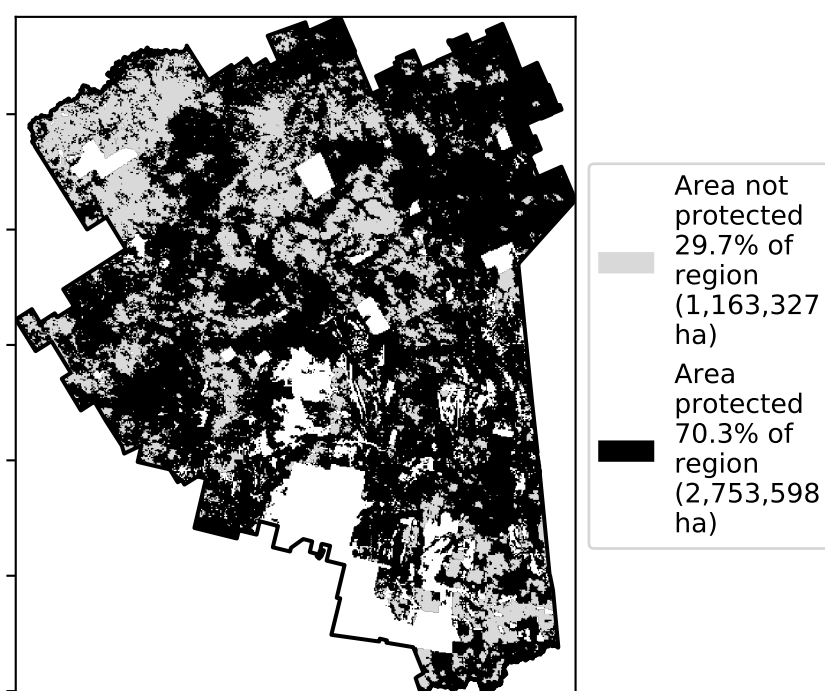 Area not
protected
29.7% of
region
(1,163,327
ha)
Area
protected
70.3% of
region
(2,753,598
ha)